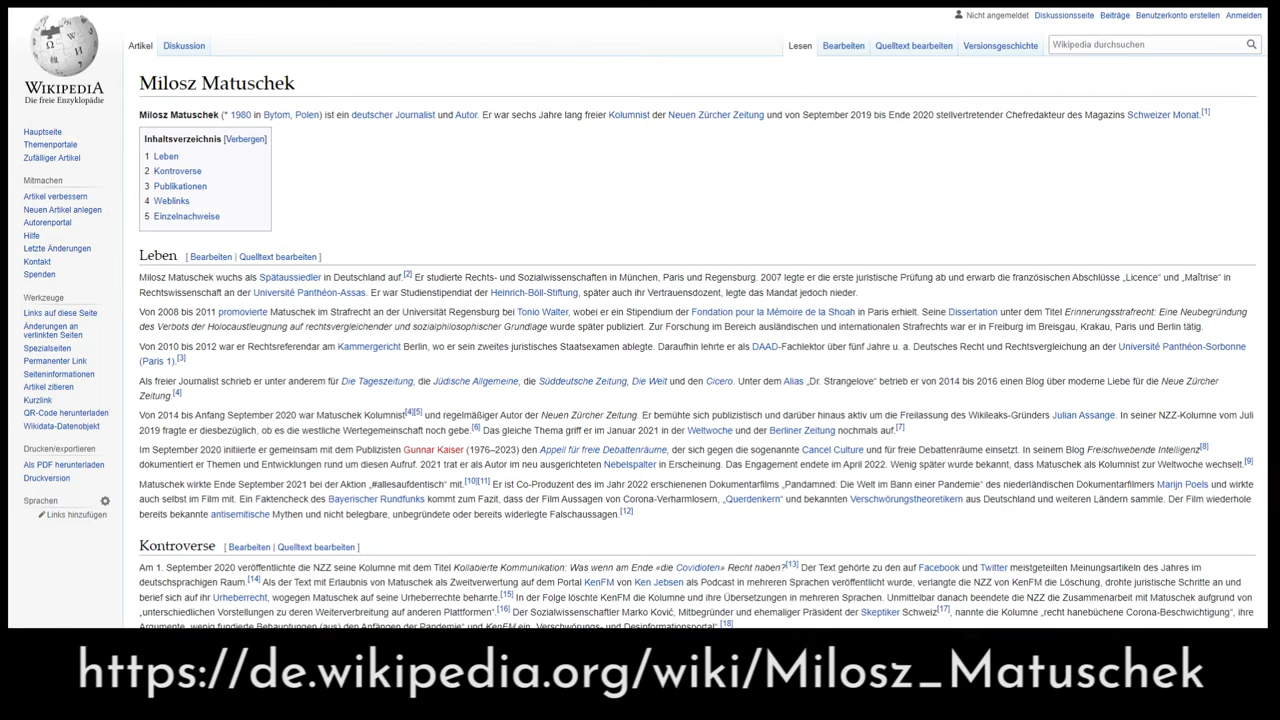 Nicht angemeldet Diskussionsseite Beiträge Benutzerkonto erstellen Anmelden
Artikel Diskussion Lesen Bearbeiten Quelltext bearbeiten Versionsgeschichte Wikipedia durchsuchen
WIKIPEDIA
Die freie Enzyklopädie
Hauptseite
Themenportale
Zufälliger Artikel
Mitmachen
Artikel verbessern
Neuen Artikel anlegen
Autorenportal
Hilfe
Letzte Änderungen
Kontakt
Spenden
Werkzeuge
Links auf diese Seite
Änderungen an
verlinkten Seiten
Spezialseiten
Permanenter Link
Seiteninformationen
Artikel zitieren
Kurzlink
QR-Code herunterladen
Wikidata-Datenobjekt
Drucken/exportieren
Als PDF herunterladen
Druckversion
Sprachen
Links hinzufügen
Milosz Matuschek
Milosz Matuschek (* 1980 in Bytom, Polen) ist ein deutscher Journalist und Autor. Er war sechs Jahre lang freier Kolumnist der Neuen Zürcher Zeitung und von September 2019 bis Ende 2020 stellvertretender Chefredakteur des Magazins Schweizer Monat.[1]
Inhaltsverzeichnis [Verbergen]
1 Leben
2 Kontroverse
3 Publikationen
4 Weblinks
5 Einzelnachweise
Leben [ Bearbeiten | Quelltext bearbeiten ]
Milosz Matuschek wuchs als Spätaussiedler in Deutschland auf.[2] Er studierte Rechts- und Sozialwissenschaften in München, Paris und Regensburg. 2007 legte er die erste juristische Prüfung ab und erwarb die französischen Abschlüsse „Licence“ und „Maîtrise“ in
Rechtswissenschaft an der Université Panthéon-Assas. Er war Studienstipendiat der Heinrich-Böll-Stiftung, später auch ihr Vertrauensdozent, legte das Mandat jedoch nieder.
Von 2008 bis 2011 promovierte Matuschek im Strafrecht an der Universität Regensburg bei Tonio Walter, wobei er ein Stipendium der Fondation pour la Mémoire de la Shoah in Paris erhielt. Seine Dissertation unter dem Titel Erinnerungsstrafrecht: Eine Neubegründung
des Verbots der Holocaustleugnung auf rechtsvergleichender und sozialphilosophischer Grundlage wurde später publiziert. Zur Forschung im Bereich ausländischen und internationalen Strafrechts war er in Freiburg im Breisgau, Krakau, Paris und Berlin tätig.
Von 2010 bis 2012 war er Rechtsreferendar am Kammergericht Berlin, wo er sein zweites juristisches Staatsexamen ablegte. Daraufhin lehrte er als DAAD-Fachlektor über fünf Jahre u. a. Deutsches Recht und Rechtsvergleichung an der Université Panthéon-Sorbonne
(Paris 1).[3]
Als freier Journalist schrieb er unter anderem für Die Tageszeitung, die Jüdische Allgemeine, die Süddeutsche Zeitung, Die Welt und den Cicero. Unter dem Alias „Dr. Strangelove“ betrieb er von 2014 bis 2016 einen Blog über moderne Liebe für die Neue Zürcher
Zeitung.[4]
Von 2014 bis Anfang September 2020 war Matuschek Kolumnist[4][5] und regelmäßiger Autor der Neuen Zürcher Zeitung. Er bemühte sich publizistisch und darüber hinaus aktiv um die Freilassung des Wikileaks-Gründers Julian Assange. In seiner NZZ-Kolumne vom Juli
2019 fragte er diesbezüglich, ob es die westliche Wertegemeinschaft noch gebe.[6] Das gleiche Thema griff er im Januar 2021 in der Weltwoche und der Berliner Zeitung nochmals auf.[7]
Im September 2020 initiierte er gemeinsam mit dem Publizisten Gunnar Kaiser (1976–2023) den Appell für freie Debattenräume, der sich gegen die sogenannte Cancel Culture und für freie Debattenräume einsetzt. In seinem Blog Freischwebende Intelligenz[8]
dokumentiert er Themen und Entwicklungen rund um diesen Aufruf. 2021 trat er als Autor im neu ausgerichteten Nebelspalter in Erscheinung. Das Engagement endete im April 2022. Wenig später wurde bekannt, dass Matuschek als Kolumnist zur Weltwoche wechselt.[9]
Matuschek wirkte Ende September 2021 bei der Aktion „#allesaufdentisch“ mit.[10][11] Er ist Co-Produzent des im Jahr 2022 erschienenen Dokumentarfilms "Pandamned: Die Welt im Bann einer Pandemie“ des niederländischen Dokumentarfilmers Marijn Poels und wirkte
auch selbst im Film mit. Ein Faktencheck des Bayerischer Rundfunks kommt zum Fazit, dass der Film Aussagen von Corona-Verharmlosern, „Querdenkern“ und bekannten Verschwörungstheoretikern aus Deutschland und weiteren Ländern sammle. Der Film wiederhole
bereits bekannte antisemitische Mythen und nicht belegbare, unbegründete oder bereits widerlegte Falschaussagen.[12]
Kontroverse [ Bearbeiten | Quelltext bearbeiten ]
Am 1. September 2020 veröffentlichte die NZZ seine Kolumne mit dem Titel Kollabierte Kommunikation: Was wenn am Ende «die Covidioten» Recht haben?[13] Der Text gehörte zu den auf Facebook und Twitter meistgeteilten Meinungsartikeln des Jahres im
deutschsprachigen Raum.[14] Als der Text mit Erlaubnis von Matuschek als Zweitverwertung auf dem Portal KenFM von Ken Jebsen als Podcast in mehreren Sprachen veröffentlicht wurde, verlangte die NZZ von KenFM die Löschung, drohte juristische Schritte an und
berief sich auf ihr Urheberrecht, wogegen Matuschek auf seine Urheberrechte beharrte.[15] In der Folge löschte KenFM die Kolumne und ihre Übersetzungen in mehreren Sprachen. Unmittelbar danach beendete die NZZ die Zusammenarbeit mit Matuschek aufgrund von
„unterschiedlichen Vorstellungen zu deren Weiterverbreitung auf anderen Plattformen“.[16] Der Sozialwissenschaftler Marko Ković, Mitbegründer und ehemaliger Präsident der Skeptiker Schweiz[17], nannte die Kolumne „recht hanebüchene Corona-Beschwichtigung“, ihre
Argumente „wenig fundierte Behauptungen (aus) den Anfängen der Pandemie“ und KenFM ein „Verschwörungs- und Desinformationsportal“.[18]
https://de.wikipedia.org/wiki/Milosz_Matuschek